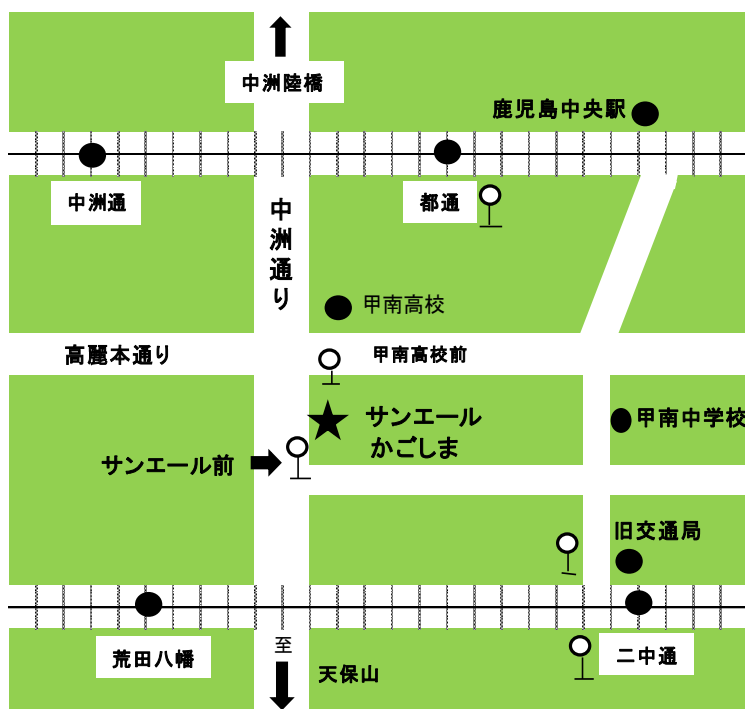 中洲陸橋
鹿児島中央駅
中洲通
中洲通り
都通
甲南高校
高麗本通り
甲南高校前
サンエール
かごしま
甲南中学校
サンエール前
旧交通局
荒田八幡
至
天保山
二中通